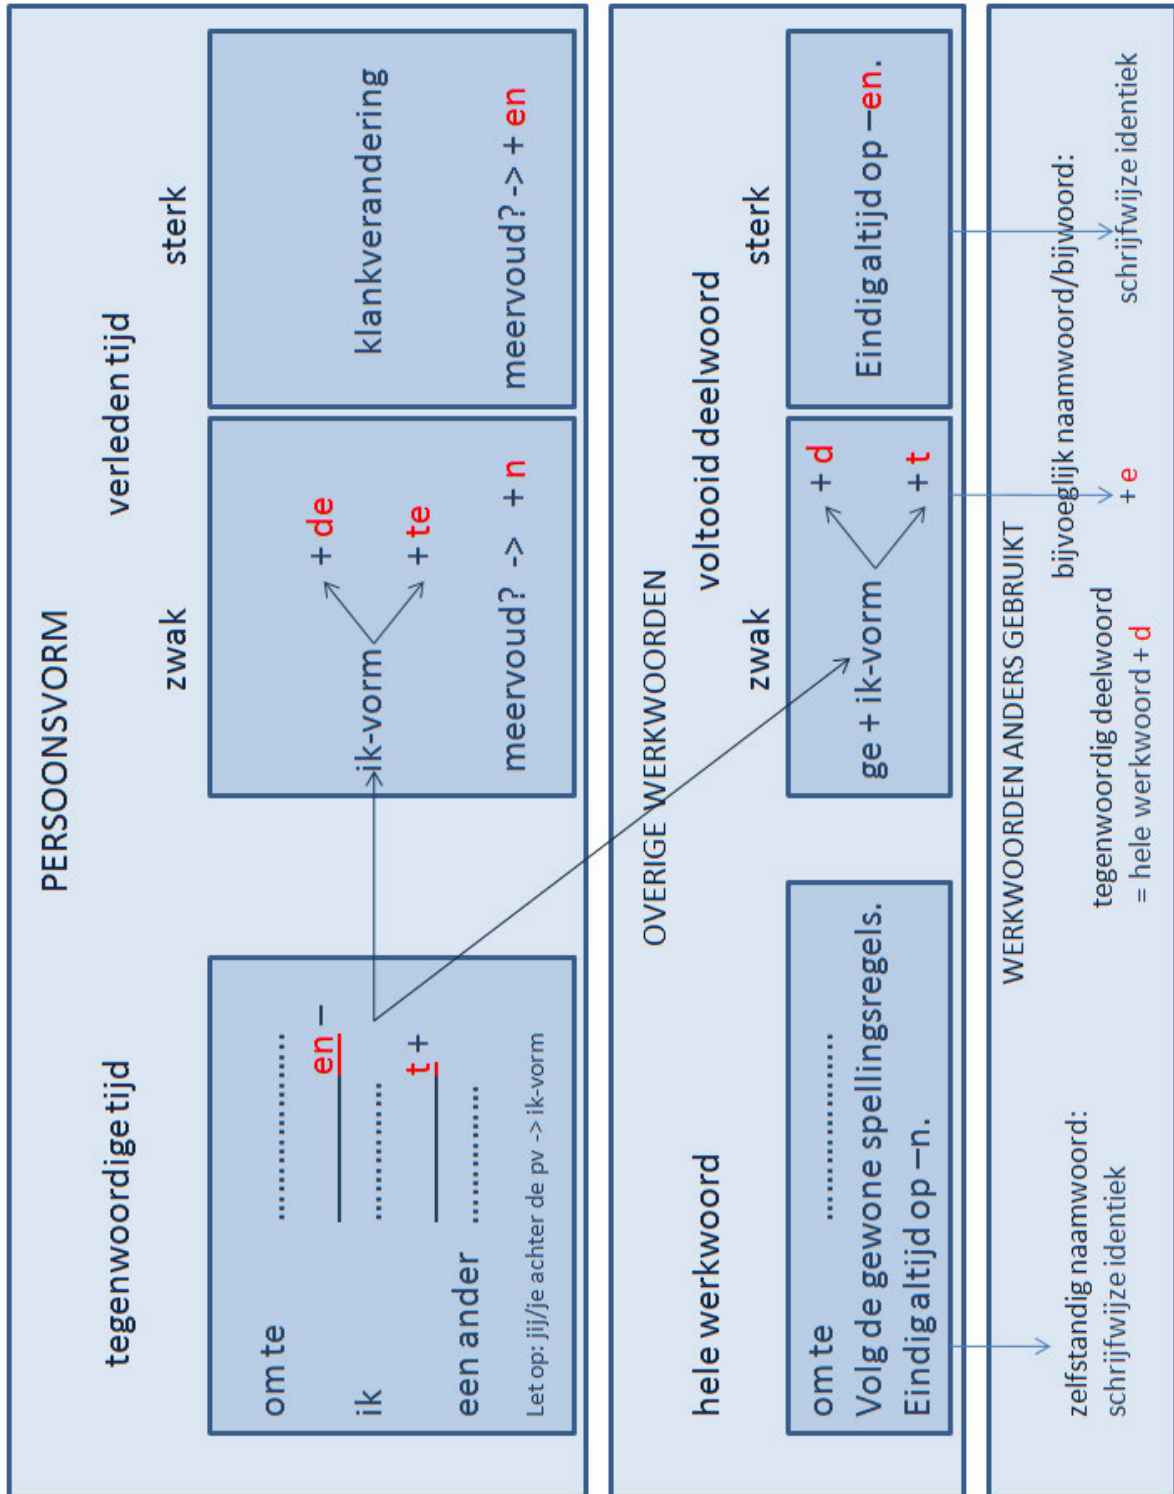 PERSOONSVORM
tegenwoordige tijd
om te ....................
en –
ik ...............
t +
een ander ...............
Let op: jij/je achter de pv -> ik-vorm
verleden tijd
zwak
ik-vorm
+ de
+ te
meervoud? -> + n
sterk
klankverandering
meervoud? -> + en
OVERIGE WERKWOORDEN
hele werkwoord
om te ....................
Volg de gewone spellingsregels.
Eindig altijd op –n.
voltooid deelwoord
zwak
ge + ik-vorm
+ d
+ t
sterk
Eindig altijd op –en.
WERKWOORDEN ANDERS GEBRUIKT
zelfstandig naamwoord:
schrijfwijze identiek
tegenwoordig deelwoord
= hele werkwoord + d
bijvoeglijk naamwoord/bijwoord:
+ e
schrijfwijze identiek